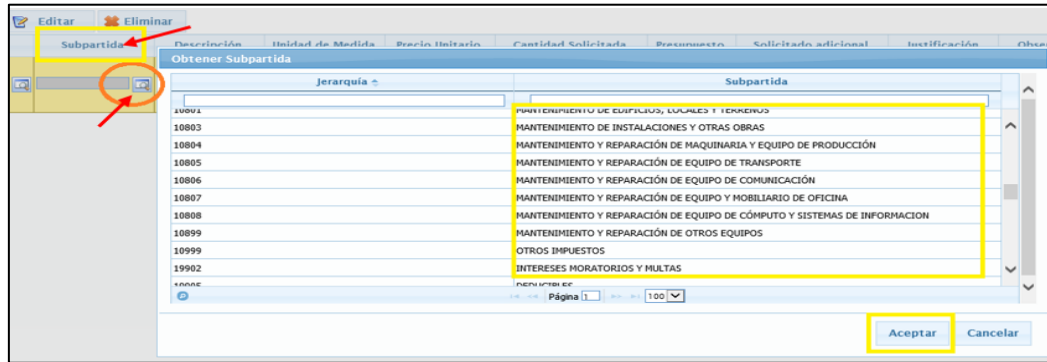 Editar Eliminar
Subpartida Descripción Unidad de Medida Precio Unitario Cantidad Solicitada Presupuesto Solicitado adicional Justificación Obse
Obtener Subpartida
Jerarquía Subpartida
10801 MANTENIMIENTO DE EDIFICIOS, LOCALES Y TERRENOS
10803 MANTENIMIENTO DE INSTALACIONES Y OTRAS OBRAS
10804 MANTENIMIENTO Y REPARACIÓN DE MAQUINARIA Y EQUIPO DE PRODUCCIÓN
10805 MANTENIMIENTO Y REPARACIÓN DE EQUIPO DE TRANSPORTE
10806 MANTENIMIENTO Y REPARACIÓN DE EQUIPO DE COMUNICACIÓN
10807 MANTENIMIENTO Y REPARACIÓN DE EQUIPO Y MOBILIARIO DE OFICINA
10808 MANTENIMIENTO Y REPARACIÓN DE EQUIPO DE CÓMPUTO Y SISTEMAS DE INFORMACION
10899 MANTENIMIENTO Y REPARACIÓN DE OTROS EQUIPOS
10999 OTROS IMPUESTOS
19902 INTERESES MORATORIOS Y MULTAS
DEDUCIBLES
Página 1 100
Aceptar Cancelar